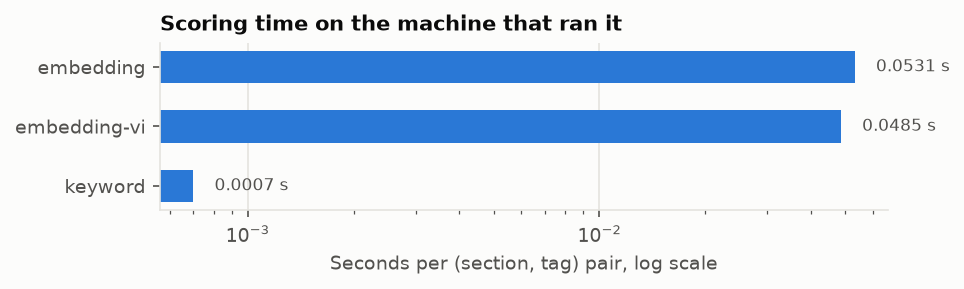 Scoring time on the machine that ran it
embedding
0.0531 s
embedding-vi
0.0485 s
keyword
0.0007 s
10⁻³
10⁻²
Seconds per (section, tag) pair, log scale